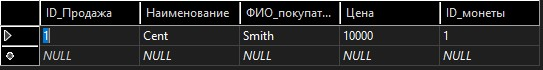 ID_Продажа Наименование ФИО_покупат... Цена ID_монеты
1 Cent Smith 10000 1
NULL NULL NULL NULL NULL